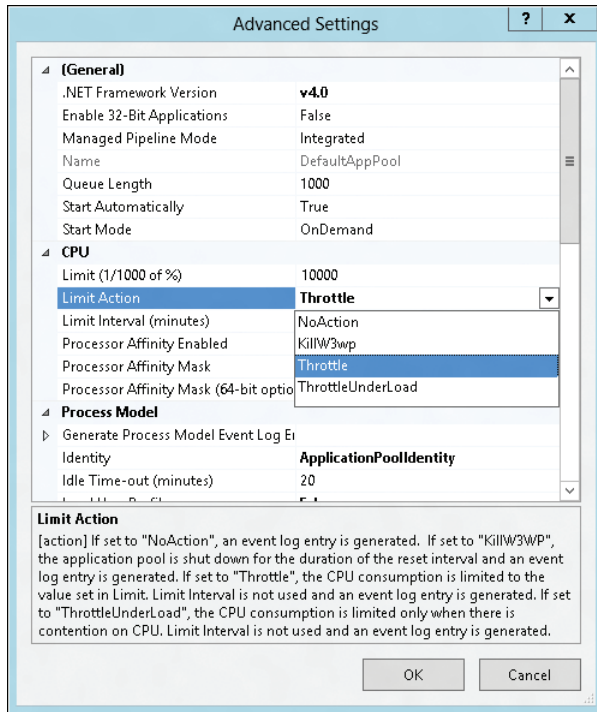 Advanced Settings
? x
(General)
.NET Framework Version v4.0
Enable 32-Bit Applications False
Managed Pipeline Mode Integrated
Name DefaultAppPool
Queue Length 1000
Start Automatically True
Start Mode OnDemand
CPU
Limit (1/1000 of %) 10000
Limit Action Throttle
Limit Interval (minutes) NoAction
Processor Affinity Enabled KillW3wp
Processor Affinity Mask Throttle
Processor Affinity Mask (64-bit optio ThrottleUnderLoad
Process Model
Generate Process Model Event Log E
Identity ApplicationPoolIdentity
Idle Time-out (minutes) 20
Limit Action
[action] If set to "NoAction", an event log entry is generated. If set to "KillW3WP",
the application pool is shut down for the duration of the reset interval and an event
log entry is generated. If set to "Throttle", the CPU consumption is limited to the
value set in Limit. Limit Interval is not used and an event log entry is generated. If set
to "ThrottleUnderLoad", the CPU consumption is limited only when there is
contention on CPU. Limit Interval is not used and an event log entry is generated.
OK Cancel